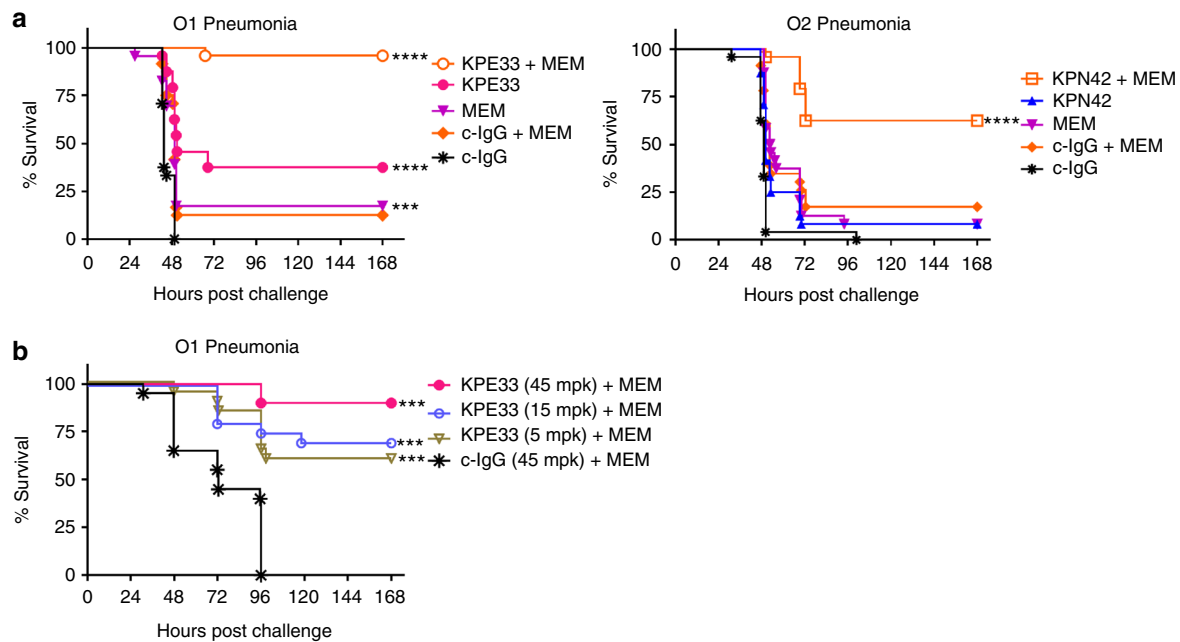 a
O1 Pneumonia
% Survival
100
75
50
25
0
0 24 48 72 96 120 144 168
Hours post challenge
KPE33 + MEM
KPE33
MEM
c-IgG + MEM
c-IgG
****
****
***
O2 Pneumonia
% Survival
100
75
50
25
0
0 24 48 72 96 120 144 168
Hours post challenge
KPN42 + MEM
KPN42
MEM
c-IgG + MEM
c-IgG
****
b
O1 Pneumonia
% Survival
100
75
50
25
0
0 24 48 72 96 120 144 168
Hours post challenge
KPE33 (45 mpk) + MEM
KPE33 (15 mpk) + MEM
KPE33 (5 mpk) + MEM
c-IgG (45 mpk) + MEM
***
***
***